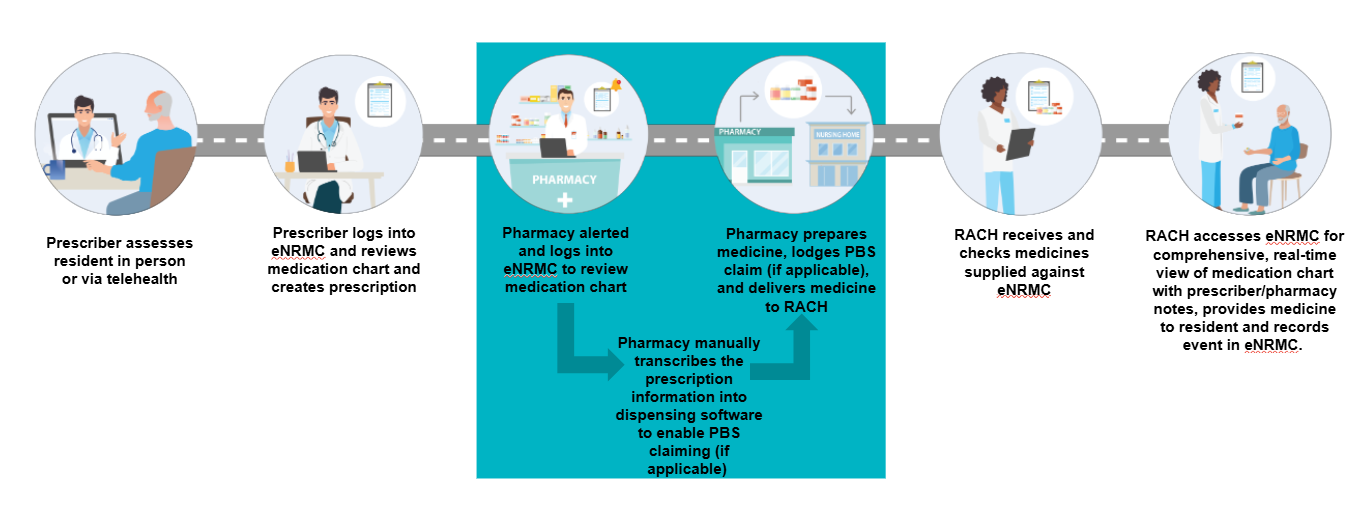 Prescriber assesses
resident in person
or via telehealth
Prescriber logs into
eNRMC and reviews
medication chart and
creates prescription
PHARMACY
Pharmacy alerted
and logs into
eNRMC to review
medication chart
Pharmacy manually
transcribes the
prescription
information into
dispensing software
to enable PBS
claiming (if
applicable)
PHARMACY
NURSING HOME
Pharmacy prepares
medicine, lodges PBS
claim (if applicable),
and delivers medicine
to RACH
RACH receives and
checks medicines
supplied against
eNRMC
RACH accesses eNRMC for
comprehensive, real-time
view of medication chart
with prescriber/pharmacy
notes, provides medicine
to resident and records
event in eNRMC.